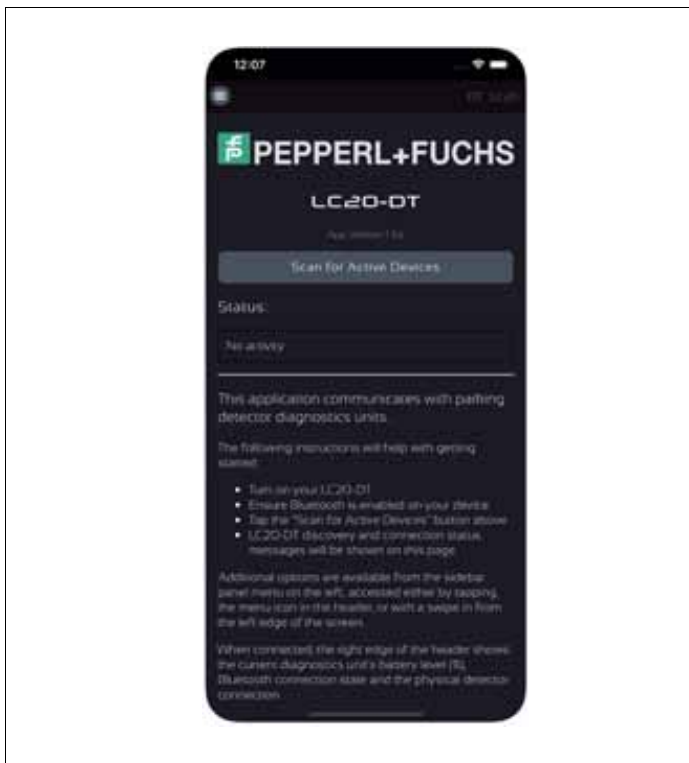 12:07
PEPPERL+FUCHS
LC20-DT
Scan for Active Devices
Status:
No activity
This application communicates with parking
detector diagnostics units.
The following instructions will help with getting
started:
Turn on your LC20-DT
Ensure Bluetooth is enabled on your device
Tap the "Scan for Active Devices" button above
LC20-DT discovery and connection status
messages will be shown on this page
Additional options are available from the sidebar
panel menu on the left, accessed either by tapping
the menu icon in the header, or with a swipe in from
the left edge of the screen.
When connected, the right edge of the header shows
the current diagnostics unit's battery level (%),
Bluetooth connection state and the physical detector
connection.